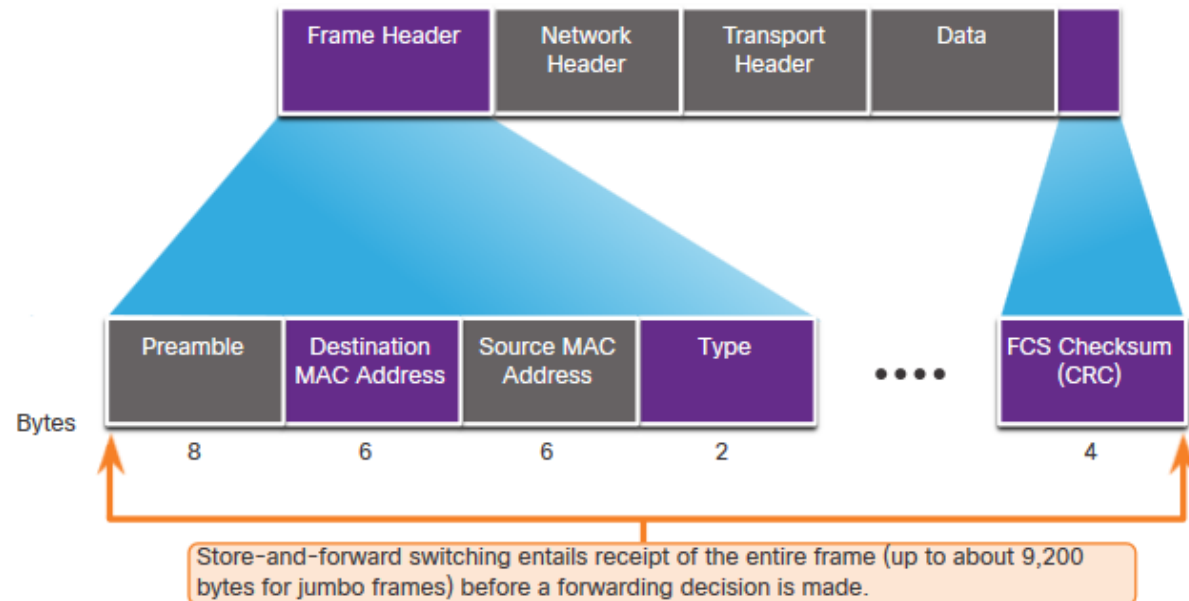 Frame Header
Network
Header
Transport
Header
Data
Preamble
Destination
MAC Address
Source MAC
Address
Type
FCS Checksum
(CRC)
Bytes
8
6
6
2
4
Store-and-forward switching entails receipt of the entire frame (up to about 9,200
bytes for jumbo frames) before a forwarding decision is made.